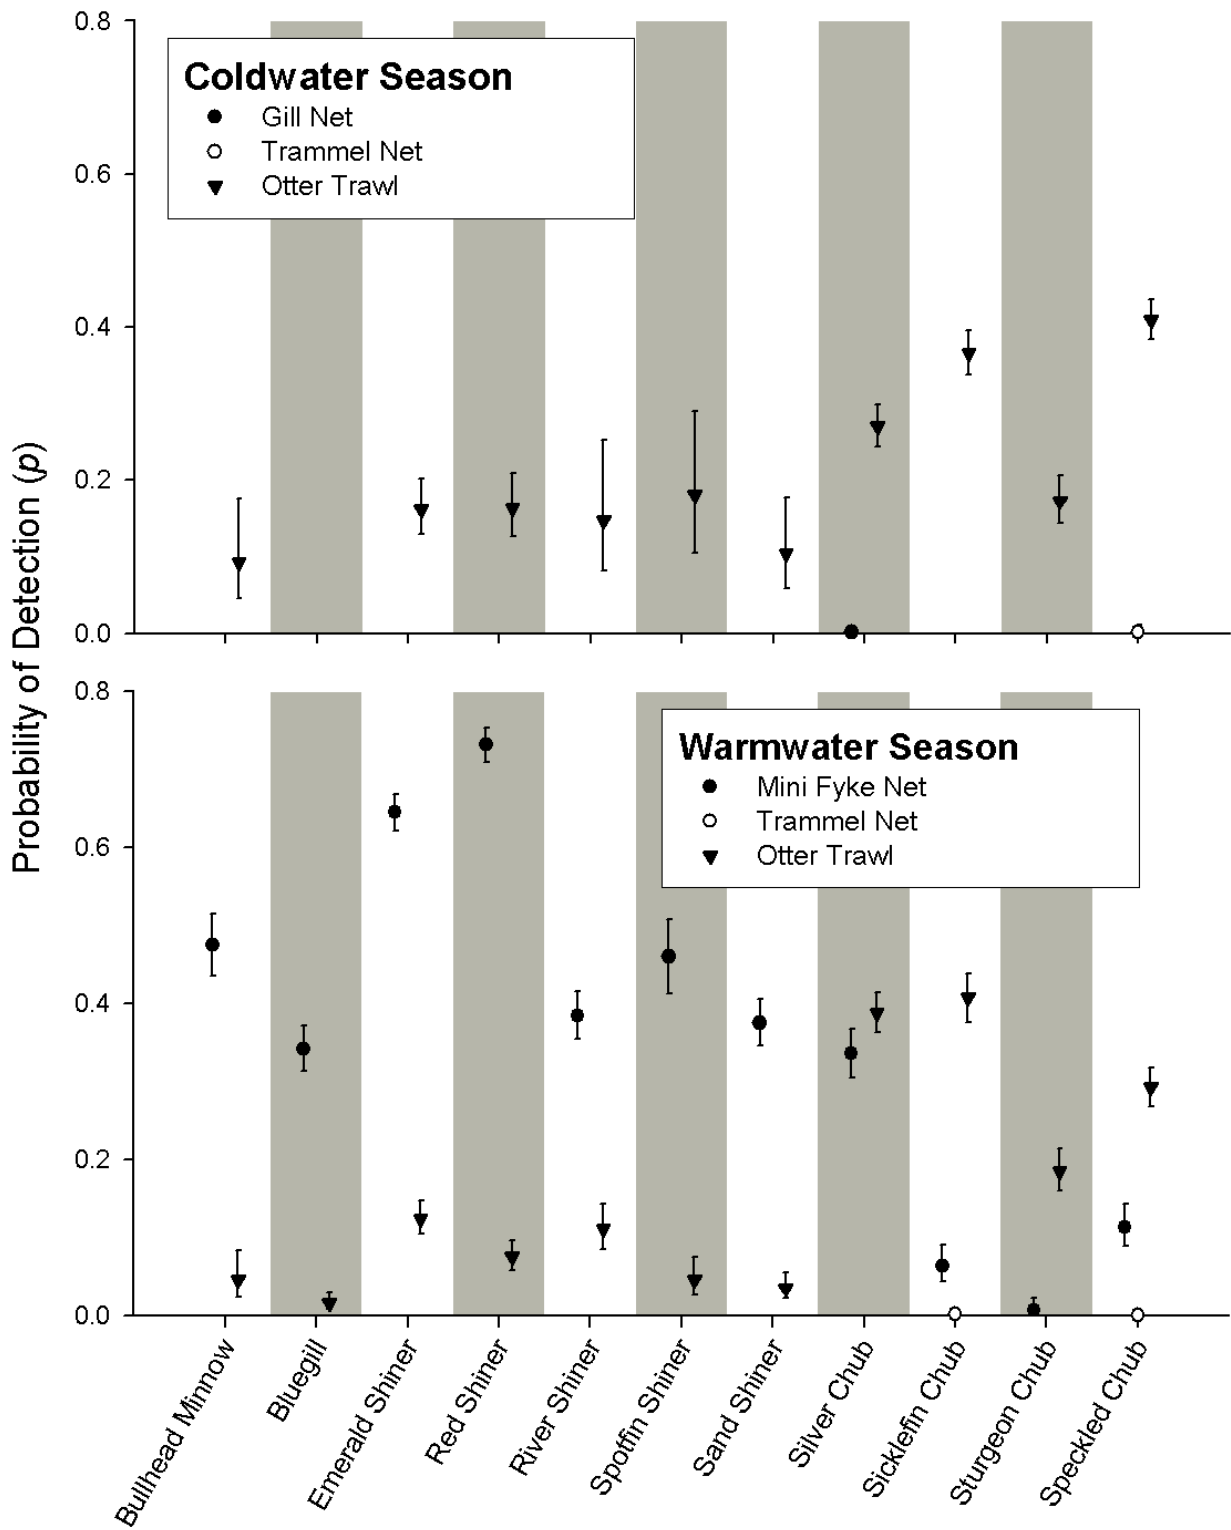 Probability of Detection (p)
0.8
0.6
0.4
0.2
0.0
Coldwater Season
Gill Net
Trammel Net
Otter Trawl
0.8
0.6
0.4
0.2
0.0
Warmwater Season
Mini Fyke Net
Trammel Net
Otter Trawl
Bullhead Minnow
Bluegill
Emerald Shiner
Red Shiner
River Shiner
Spotfin Shiner
Sand Shiner
Silver Chub
Sicklefin Chub
Sturgeon Chub
Speckled Chub